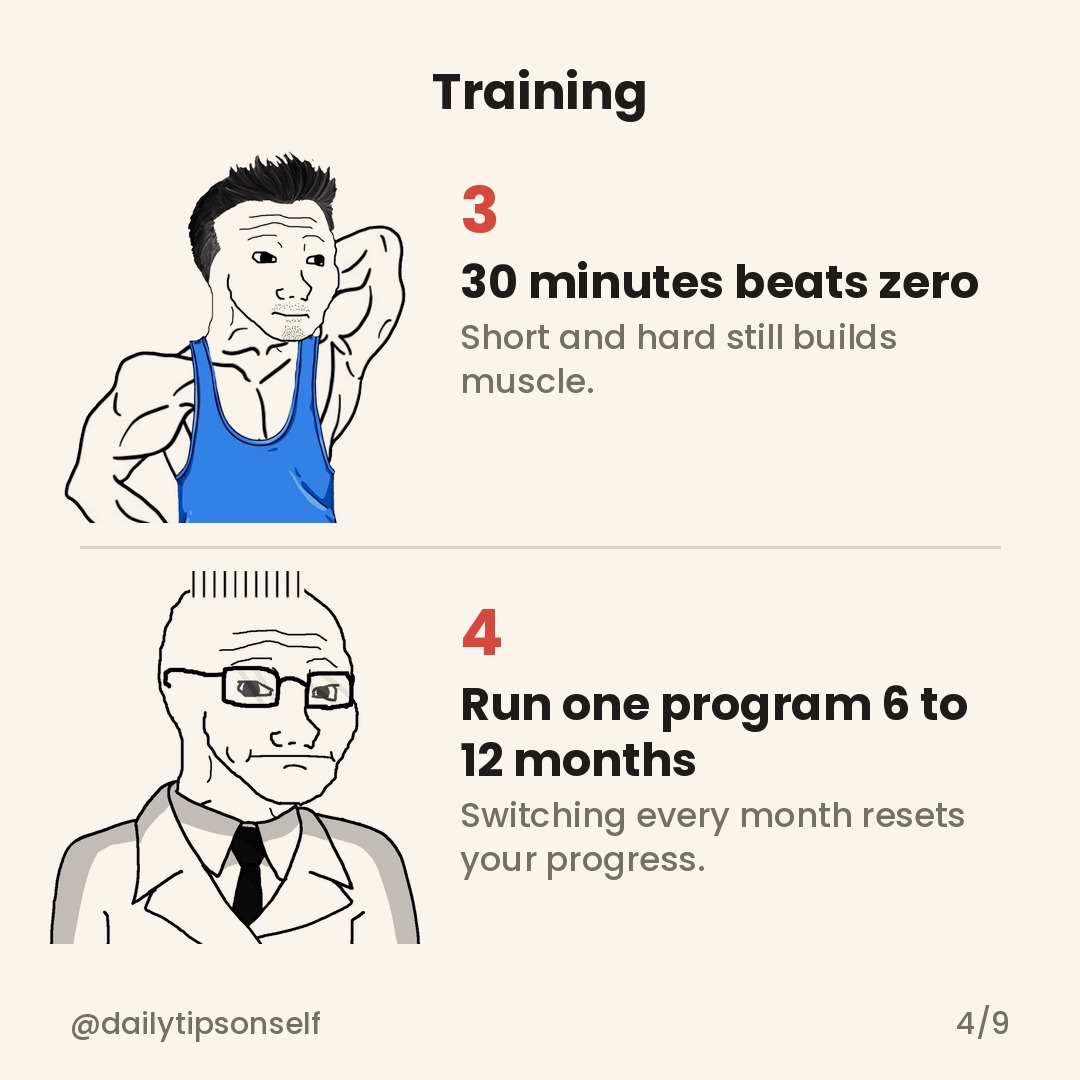 Training
3
30 minutes beats zero
Short and hard still builds
muscle.
4
Run one program 6 to
12 months
Switching every month resets
your progress.
@dailytipsonself
4/9